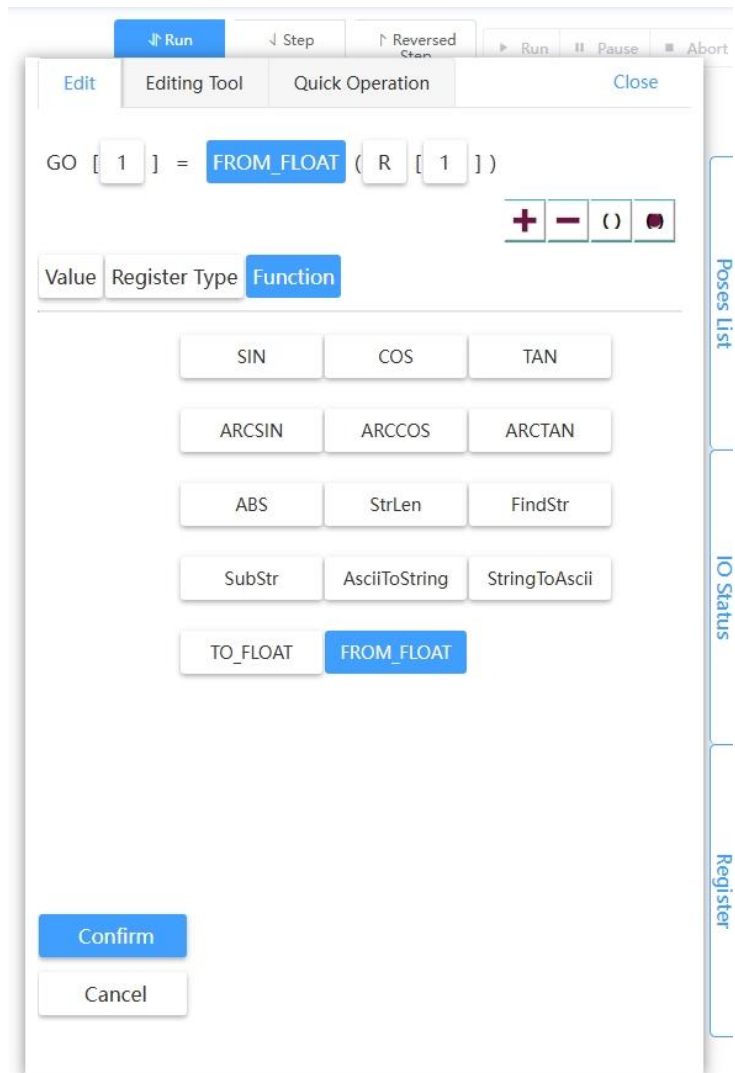 Run Step Reversed Step Run Pause Abort
Edit Editing Tool Quick Operation Close
GO [ 1 ] = FROM_FLOAT ( R [ 1 ] )
+ − ( ) ( )
Value Register Type Function
SIN COS TAN
ARCSIN ARCCOS ARCTAN
ABS StrLen FindStr
SubStr AsciiToString StringToAscii
TO_FLOAT FROM_FLOAT
Confirm
Cancel
Poses List
IO Status
Register